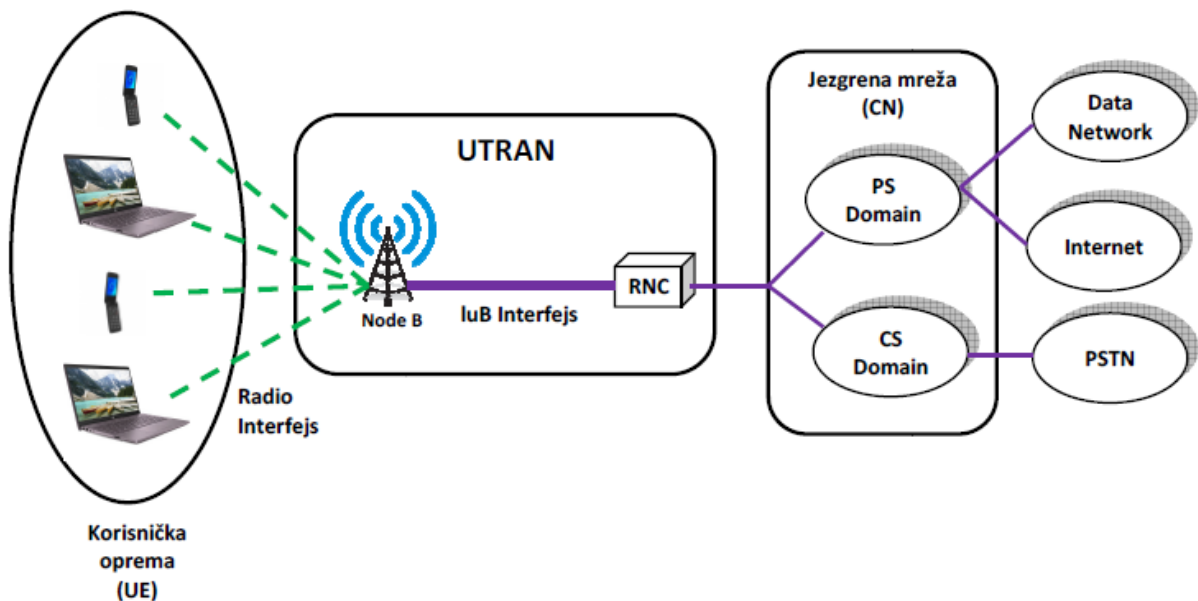 UTRAN
Node B
IuB Interfejs
RNC
Radio
Interfejs
Korisnička
oprema
(UE)
Jezgrena mreža
(CN)
PS
Domain
CS
Domain
Data
Network
Internet
PSTN